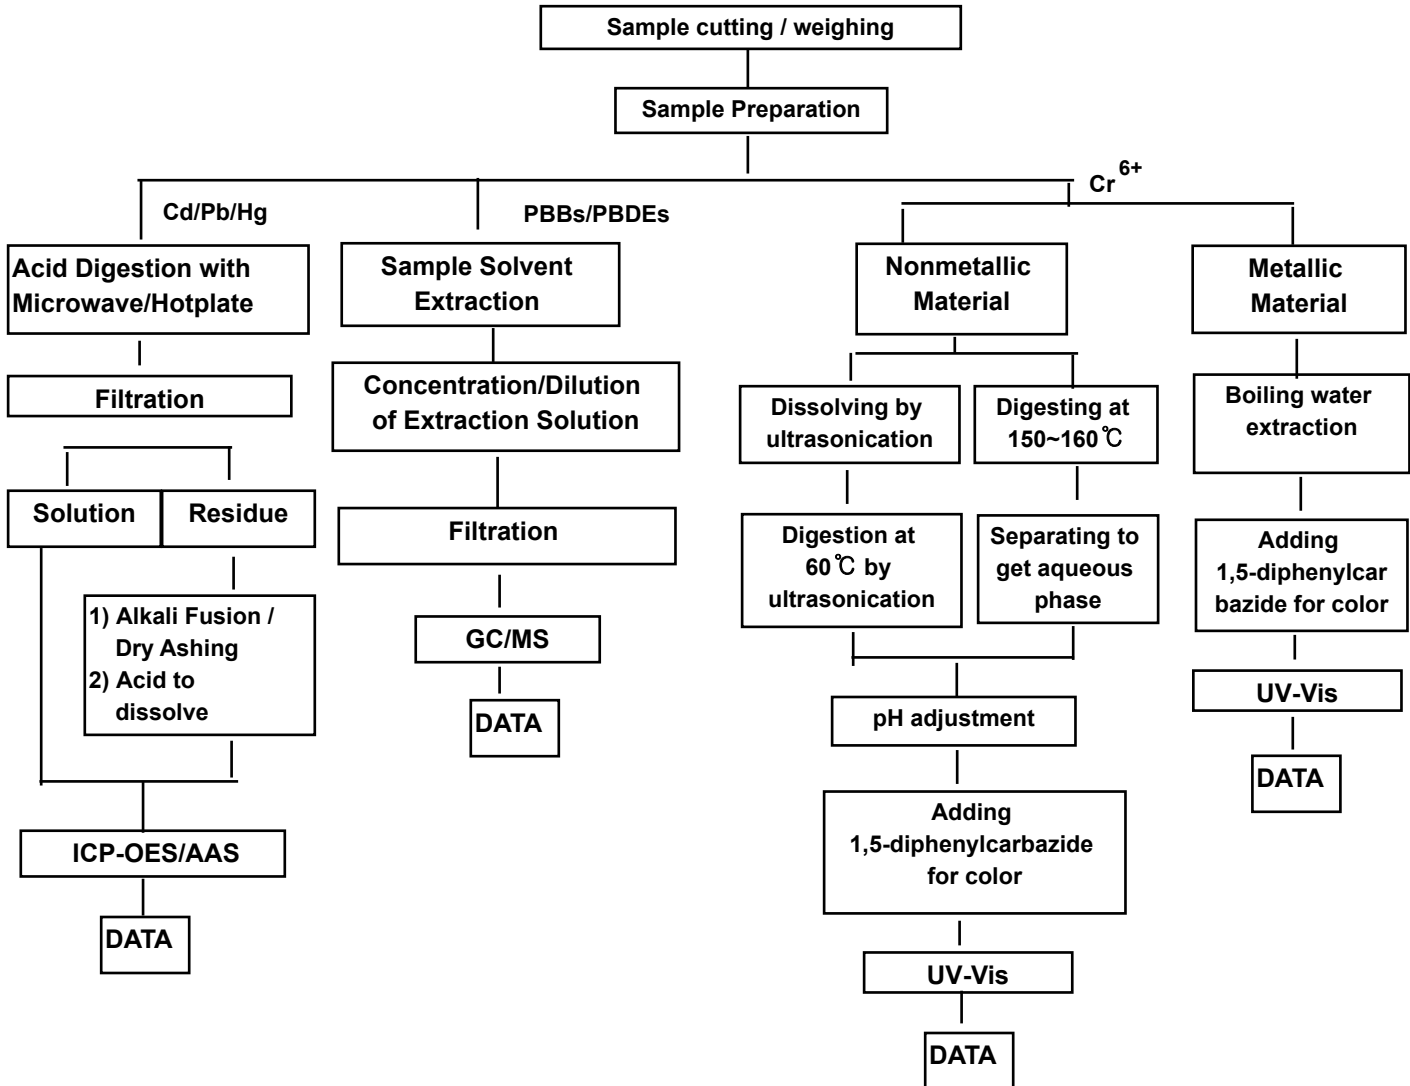 Sample cutting / weighing
Sample Preparation
Cd/Pb/Hg
PBBs/PBDEs
Cr 6+
Acid Digestion with
Microwave/Hotplate
Sample Solvent
Extraction
Nonmetallic
Material
Metallic
Material
Filtration
Concentration/Dilution
of Extraction Solution
Dissolving by
ultrasonication
Digesting at
150~160℃
Boiling water
extraction
Solution
Residue
Filtration
Digestion at
60℃ by
ultrasonication
Separating to
get aqueous
phase
Adding
1,5-diphenylcar
bazide for color
1) Alkali Fusion /
Dry Ashing
2) Acid to
dissolve
GC/MS
DATA
pH adjustment
UV-Vis
DATA
ICP-OES/AAS
DATA
Adding
1,5-diphenylcarbazide
for color
UV-Vis
DATA